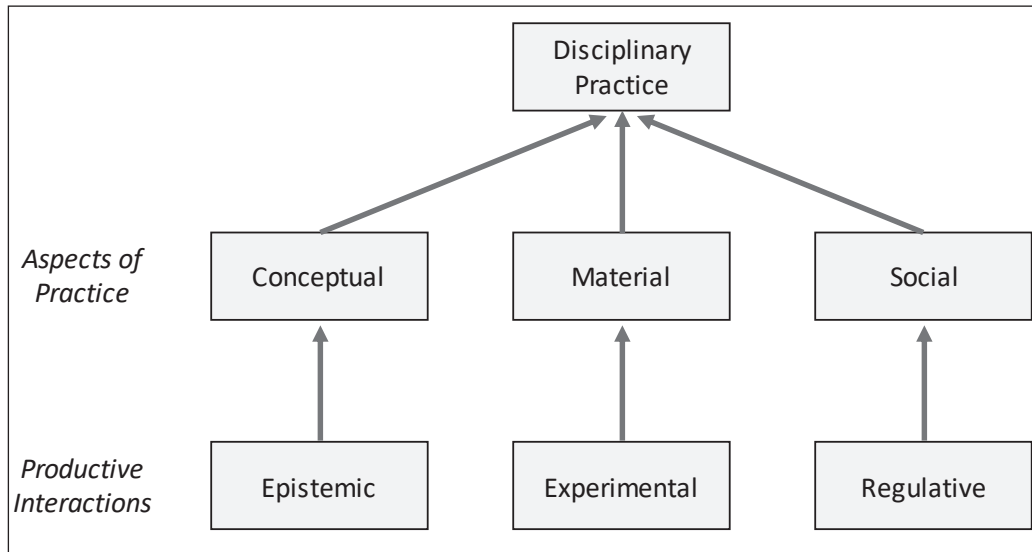 Disciplinary
Practice
Aspects of
Practice
Conceptual
Material
Social
Productive
Interactions
Epistemic
Experimental
Regulative